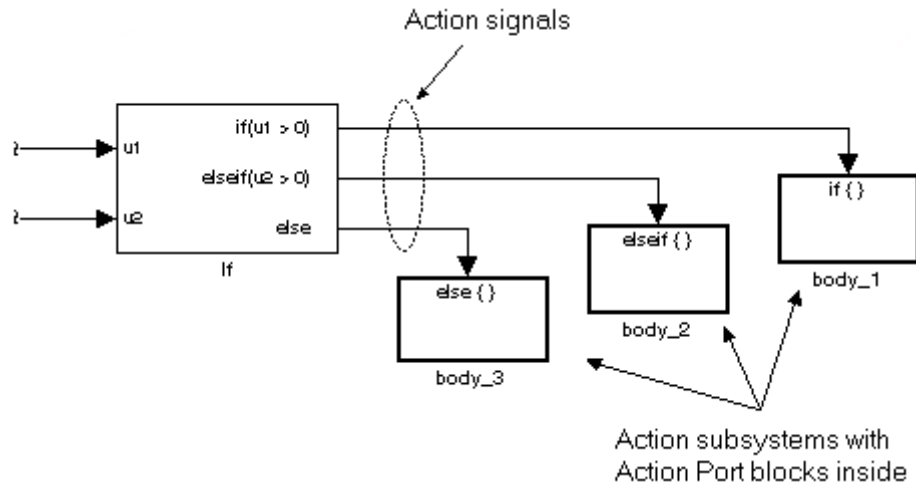 Action signals
if(u1 > 0)
u1
elseif(u2 > 0)
u2
else
If
if { }
body_1
elseif { }
body_2
else { }
body_3
Action subsystems with
Action Port blocks inside